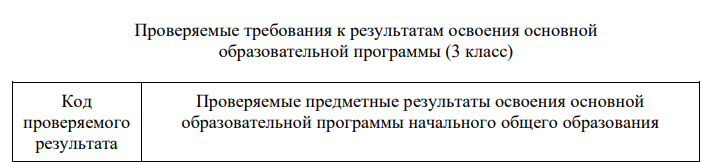 Проверяемые требования к результатам освоения основной
образовательной программы (3 класс)
Код
проверяемого
результата
Проверяемые предметные результаты освоения основной
образовательной программы начального общего образования